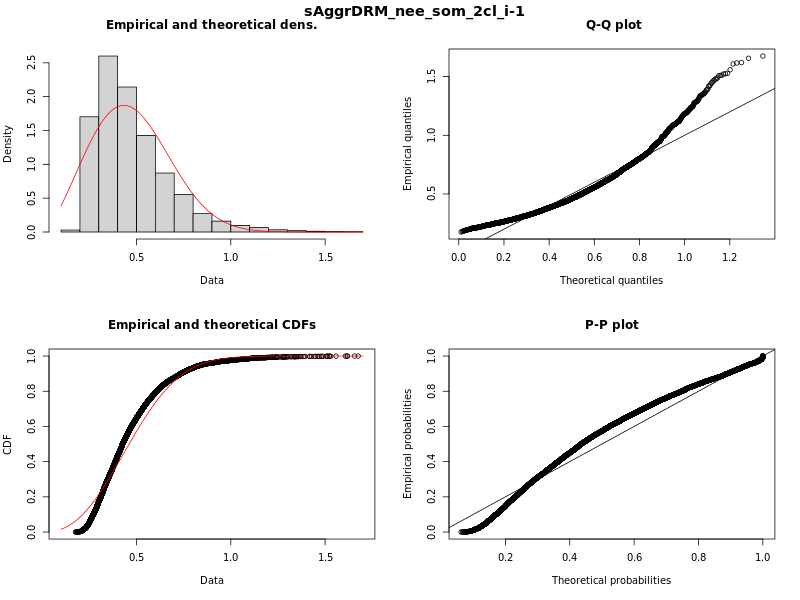 sAggrDRM_nee_som_2cl_i-1
Empirical and theoretical dens.
Density
0.0 0.5 1.0 1.5 2.0 2.5
0.5 1.0 1.5
Data
Q-Q plot
Empirical quantiles
0.5 1.0 1.5
0.0 0.2 0.4 0.6 0.8 1.0 1.2
Theoretical quantiles
Empirical and theoretical CDFs
CDF
0.0 0.2 0.4 0.6 0.8 1.0
0.5 1.0 1.5
Data
P-P plot
Empirical probabilities
0.0 0.2 0.4 0.6 0.8 1.0
0.2 0.4 0.6 0.8 1.0
Theoretical probabilities